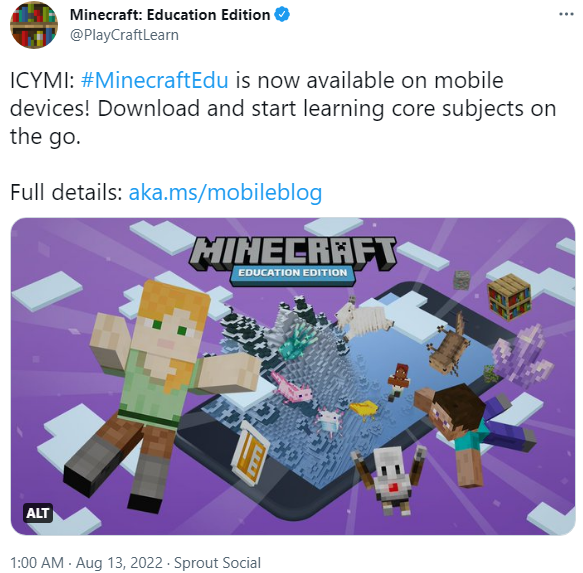 Minecraft: Education Edition
@PlayCraftLearn
ICYMI: #MinecraftEdu is now available on mobile
devices! Download and start learning core subjects on
the go.
Full details: aka.ms/mobileblog
MINECRAFT
EDUCATION EDITION
ALT
1:00 AM · Aug 13, 2022 · Sprout Social